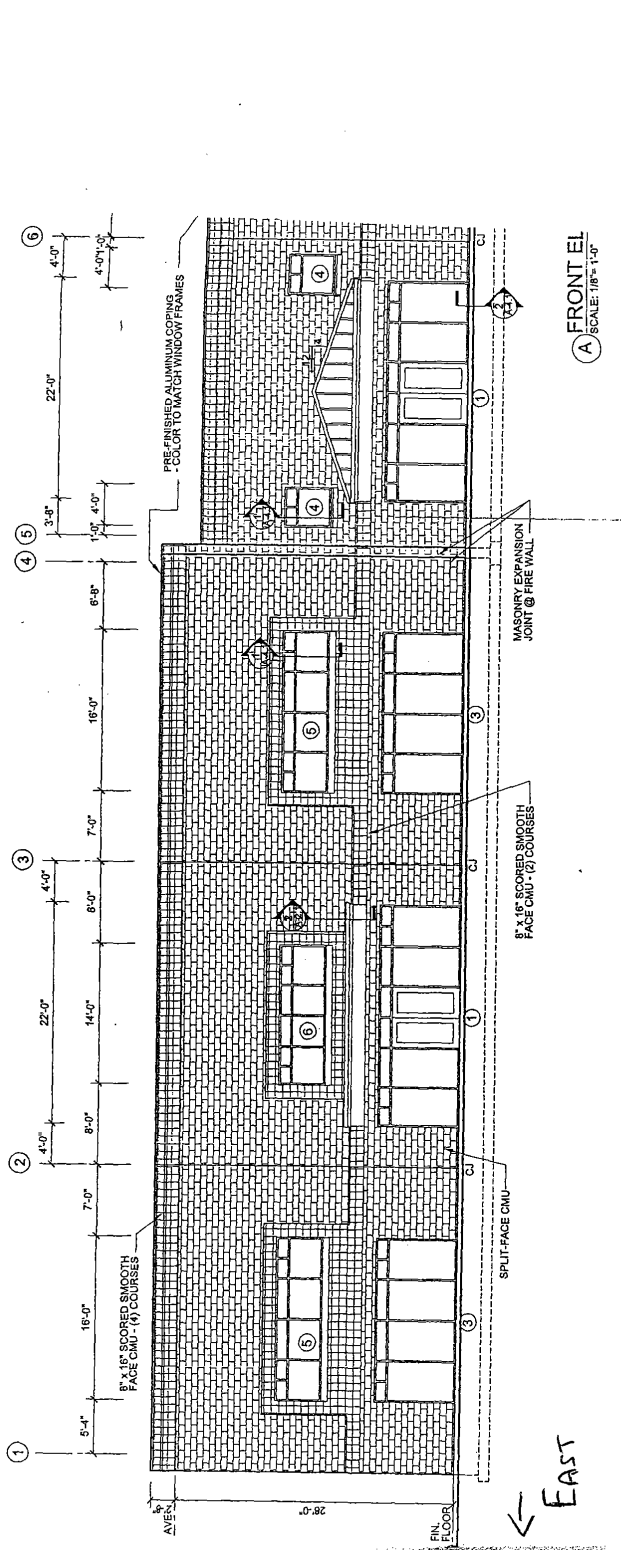 1
2
3
4
5
6
4'-0"
22'-0"
4'-0"
3'-8"
22'-0"
4'-0"
5'-4"
16'-0"
7'-0"
8'-0"
14'-0"
8'-0"
7'-0"
16'-0"
6'-8"
1'-0"
4'-0"
4'-0"
1'-0"
8" x 16" SCORED SMOOTH
FACE CMU - (4) COURSES
PRE-FINISHED ALUMINUM COPING
- COLOR TO MATCH WINDOW FRAMES
28'-0"
FIN.
FLOOR
12
4
5
6
5
4
4
3
1
3
1
CJ
CJ
CJ
SPLIT-FACE CMU
8" x 16" SCORED SMOOTH
FACE CMU - (2) COURSES
MASONRY EXPANSION
JOINT @ FIRE WALL
2
A4.1
A FRONT EL
SCALE: 1/8"= 1'-0"
← EAST